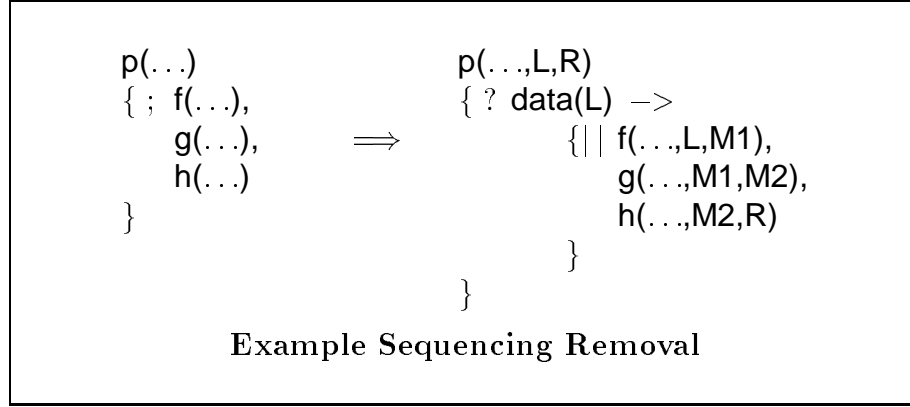 p(...) p(...,L,R)
{ ; f(...), { ? data(L) −>
g(...), ⟹ {|| f(...,L,M1),
h(...) g(...,M1,M2),
} h(...,M2,R)
}
}
Example Sequencing Removal